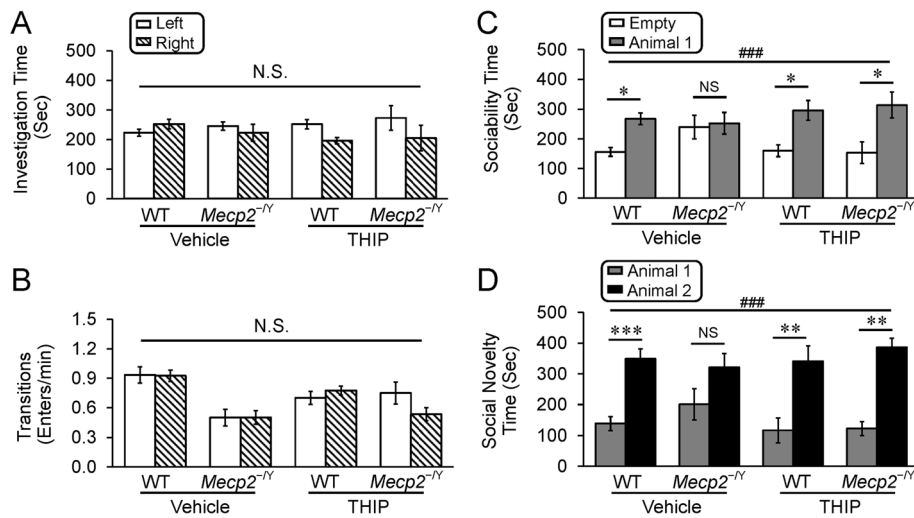 A
Left
Right
Investigation Time
(Sec)
500
400
300
200
100
0
N.S.
WT
Mecp2⁻/ʸ
WT
Mecp2⁻/ʸ
Vehicle
THIP
B
Transitions
(Enters/min)
1.5
1.2
0.9
0.6
0.3
0.0
N.S.
WT
Mecp2⁻/ʸ
WT
Mecp2⁻/ʸ
Vehicle
THIP
C
Empty
Animal 1
Sociability Time
(Sec)
500
400
300
200
100
0
###
*
NS
*
*
WT
Mecp2⁻/ʸ
WT
Mecp2⁻/ʸ
Vehicle
THIP
D
Animal 1
Animal 2
Social Novelty
Time (Sec)
500
400
300
200
100
0
###
***
NS
**
**
WT
Mecp2⁻/ʸ
WT
Mecp2⁻/ʸ
Vehicle
THIP